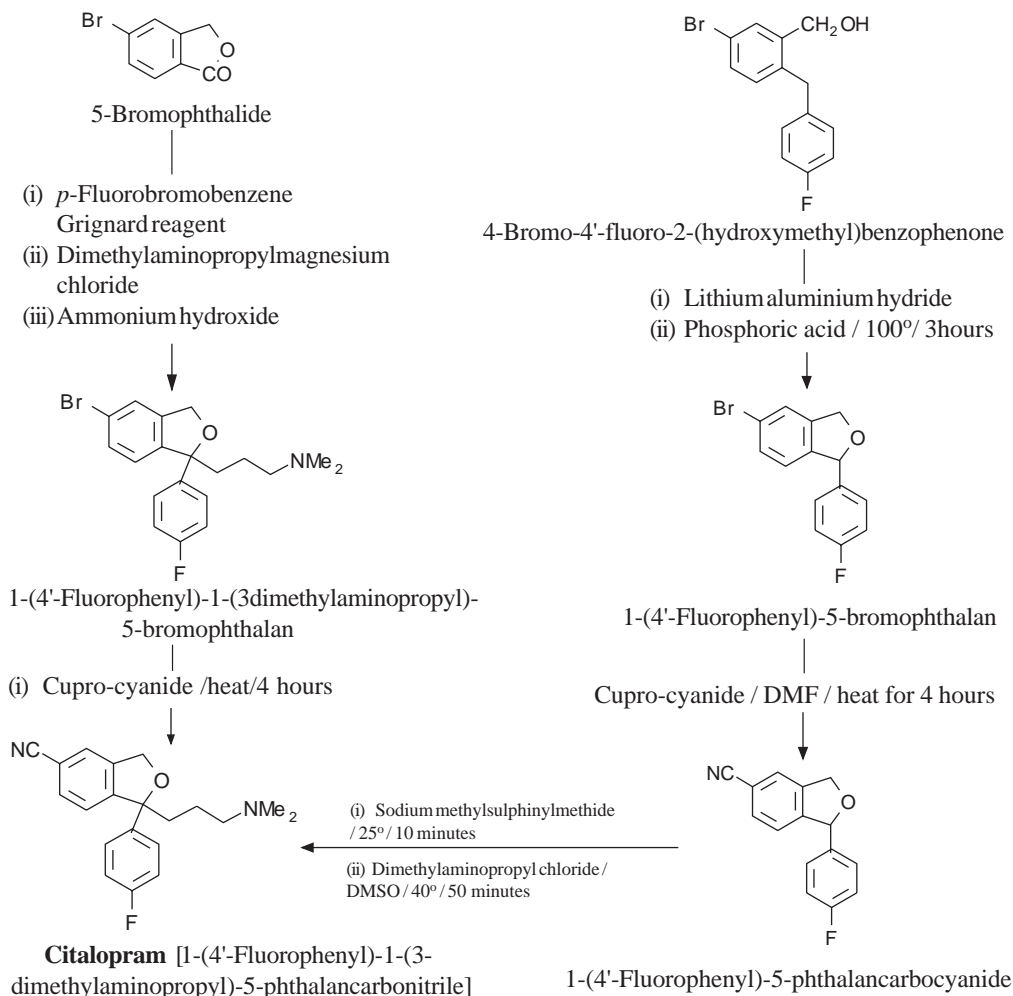 Br
O
CO
5-Bromophthalide
(i) p-Fluorobromobenzene
Grignard reagent
(ii) Dimethylaminopropylmagnesium
chloride
(iii) Ammonium hydroxide
Br
O
NMe2
F
1-(4'-Fluorophenyl)-1-(3dimethylaminopropyl)-
5-bromophthalan
(i) Cupro-cyanide /heat/4 hours
NC
O
NMe2
F
Citalopram [1-(4'-Fluorophenyl)-1-(3-
dimethylaminopropyl)-5-phthalancarbonitrile]
(i) Sodium methylsulphinylmethide
/ 25o / 10 minutes
(ii) Dimethylaminopropyl chloride /
DMSO / 40o / 50 minutes
Br
CH2OH
F
4-Bromo-4'-fluoro-2-(hydroxymethyl)benzophenone
(i) Lithium aluminium hydride
(ii) Phosphoric acid / 100o/ 3hours
Br
O
F
1-(4'-Fluorophenyl)-5-bromophthalan
Cupro-cyanide / DMF / heat for 4 hours
NC
O
F
1-(4'-Fluorophenyl)-5-phthalancarbocyanide